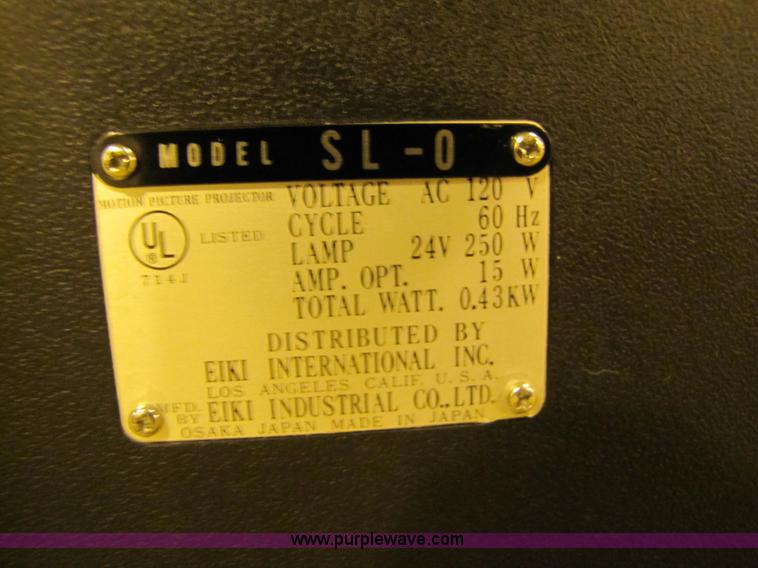 MODEL SL-0
MOTION PICTURE PROJECTOR
UL
®
LISTED
714J
VOLTAGE AC 120 V
CYCLE 60 Hz
LAMP 24V 250 W
AMP. OPT. 15 W
TOTAL WATT. 0.43KW
DISTRIBUTED BY
EIKI INTERNATIONAL INC.
LOS ANGELES CALIF. U.S.A.
MFD. BY EIKI INDUSTRIAL CO.,LTD.
OSAKA JAPAN MADE IN JAPAN
www.purplewave.com